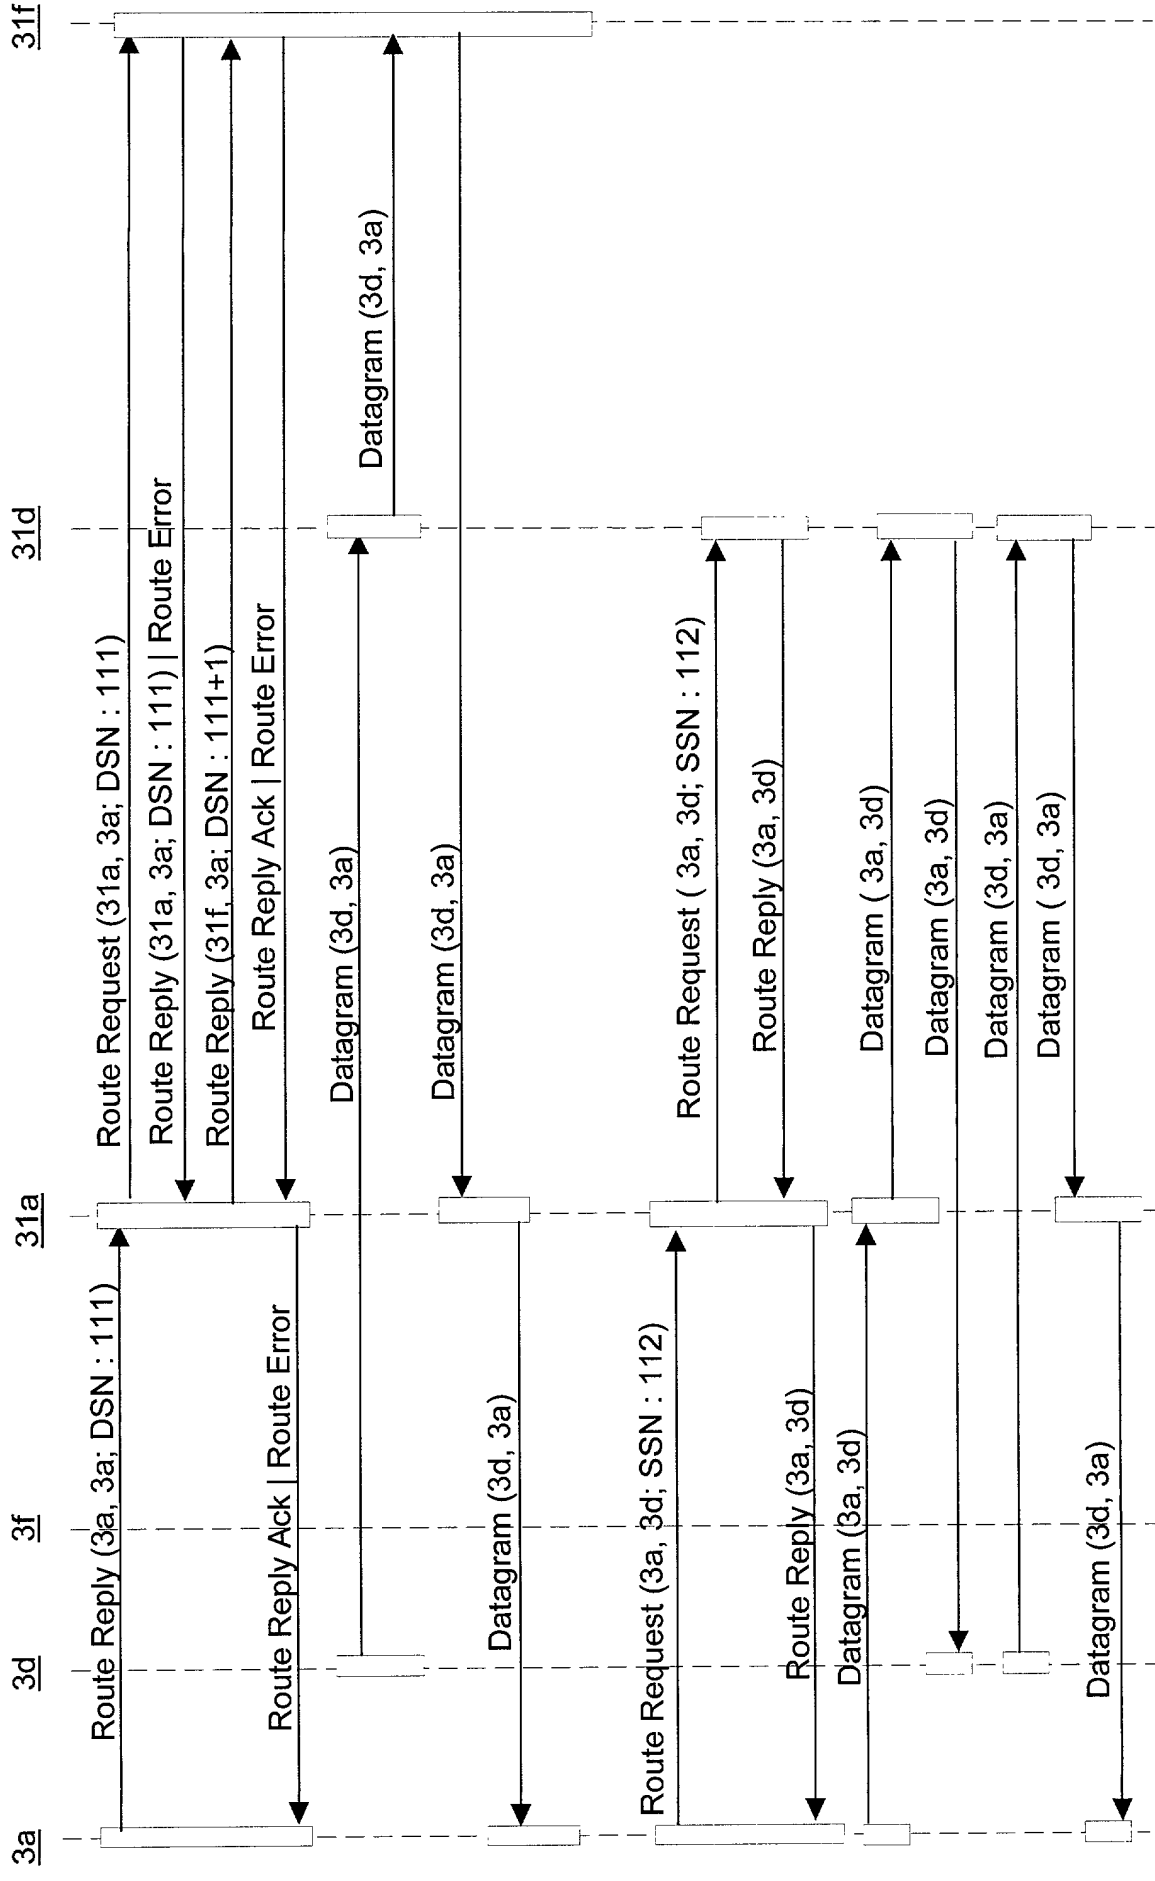 3a
3d
3f
31a
31d
31f
Route Reply (3a, 3a; DSN : 111)
Route Request (31a, 3a; DSN : 111)
Route Reply (31a, 3a; DSN : 111) | Route Error
Route Reply (31f, 3a; DSN : 111+1)
Route Reply Ack | Route Error
Route Reply Ack | Route Error
Datagram (3d, 3a)
Datagram (3d, 3a)
Datagram (3d, 3a)
Datagram (3d, 3a)
Route Request (3a, 3d; SSN : 112)
Route Request ( 3a, 3d; SSN : 112)
Route Reply (3a, 3d)
Route Reply (3a, 3d)
Datagram (3a, 3d)
Datagram ( 3a, 3d)
Datagram (3a, 3d)
Datagram (3d, 3a)
Datagram ( 3d, 3a)
Datagram (3d, 3a)